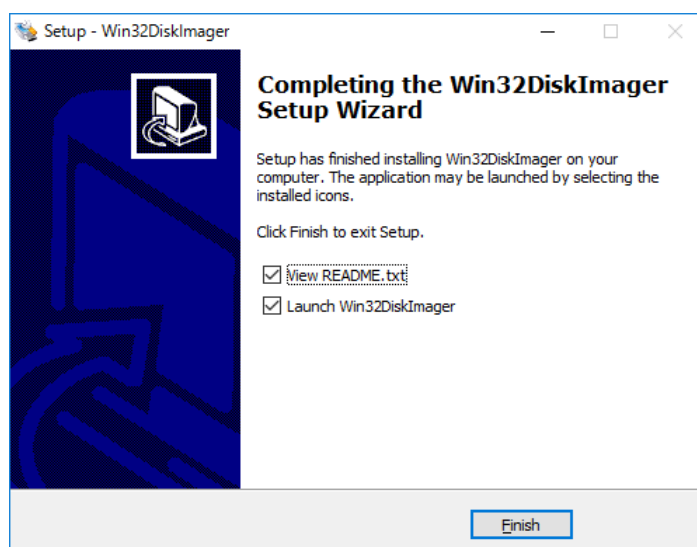 Setup - Win32DiskImager
Completing the Win32DiskImager
Setup Wizard
Setup has finished installing Win32DiskImager on your
computer. The application may be launched by selecting the
installed icons.
Click Finish to exit Setup.
View README.txt
Launch Win32DiskImager
Finish